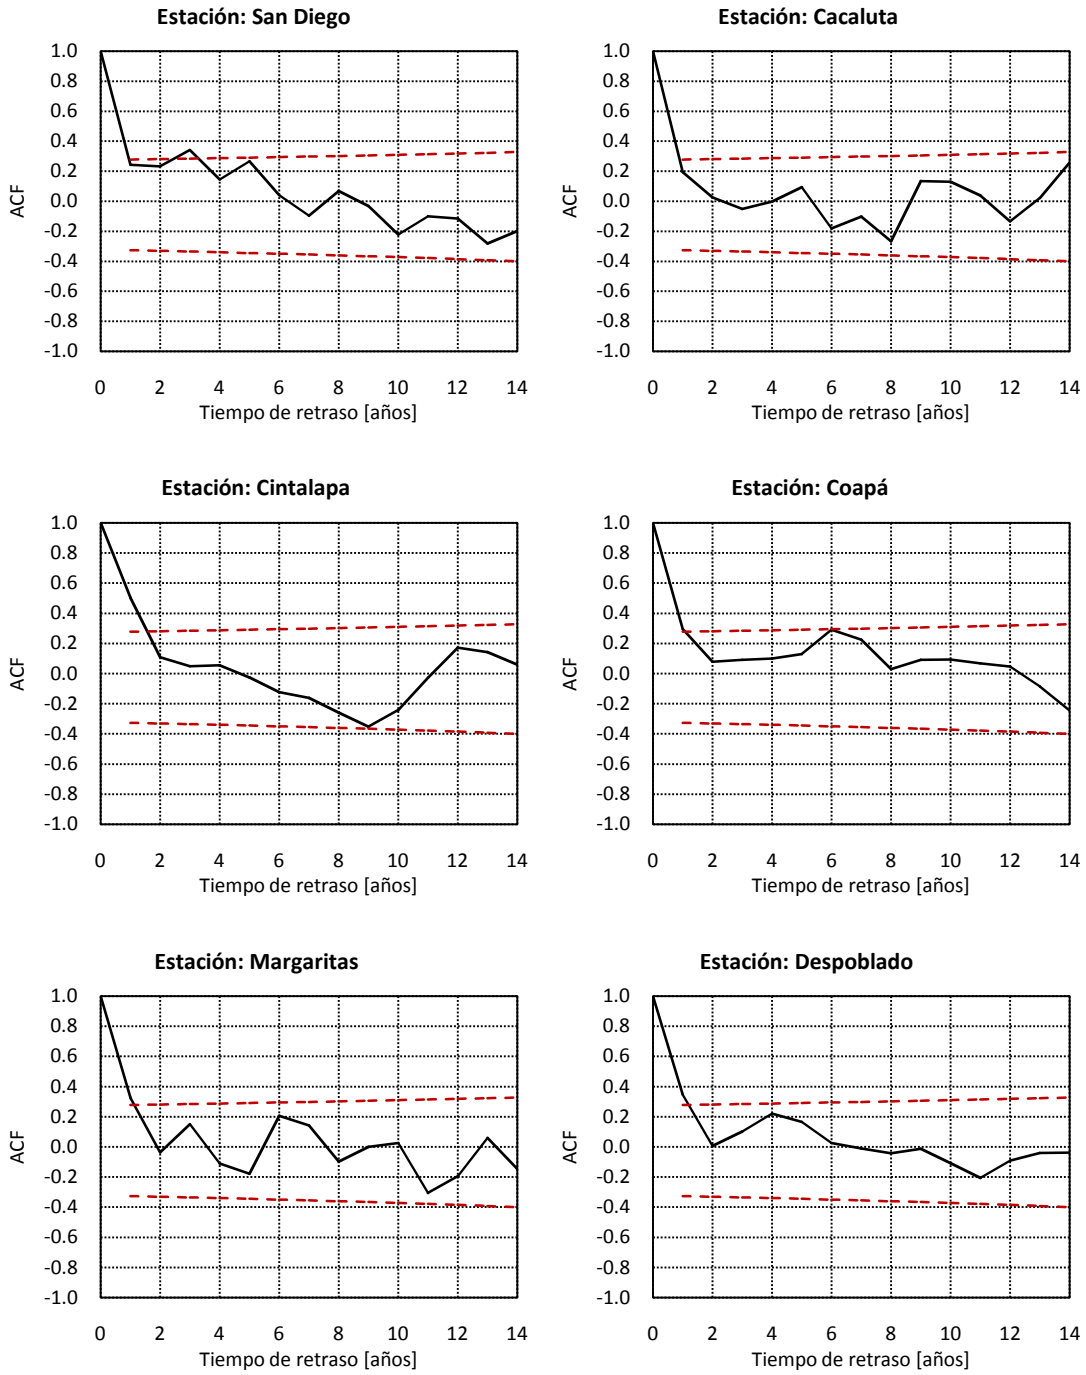 Estación: San Diego
1.0
0.8
0.6
0.4
0.2
0.0
-0.2
-0.4
-0.6
-0.8
-1.0
ACF
0 2 4 6 8 10 12 14
Tiempo de retraso [años]
Estación: Cacaluta
1.0
0.8
0.6
0.4
0.2
0.0
-0.2
-0.4
-0.6
-0.8
-1.0
ACF
0 2 4 6 8 10 12 14
Tiempo de retraso [años]
Estación: Cintalapa
1.0
0.8
0.6
0.4
0.2
0.0
-0.2
-0.4
-0.6
-0.8
-1.0
ACF
0 2 4 6 8 10 12 14
Tiempo de retraso [años]
Estación: Coapá
1.0
0.8
0.6
0.4
0.2
0.0
-0.2
-0.4
-0.6
-0.8
-1.0
ACF
0 2 4 6 8 10 12 14
Tiempo de retraso [años]
Estación: Margaritas
1.0
0.8
0.6
0.4
0.2
0.0
-0.2
-0.4
-0.6
-0.8
-1.0
ACF
0 2 4 6 8 10 12 14
Tiempo de retraso [años]
Estación: Despoblado
1.0
0.8
0.6
0.4
0.2
0.0
-0.2
-0.4
-0.6
-0.8
-1.0
ACF
0 2 4 6 8 10 12 14
Tiempo de retraso [años]